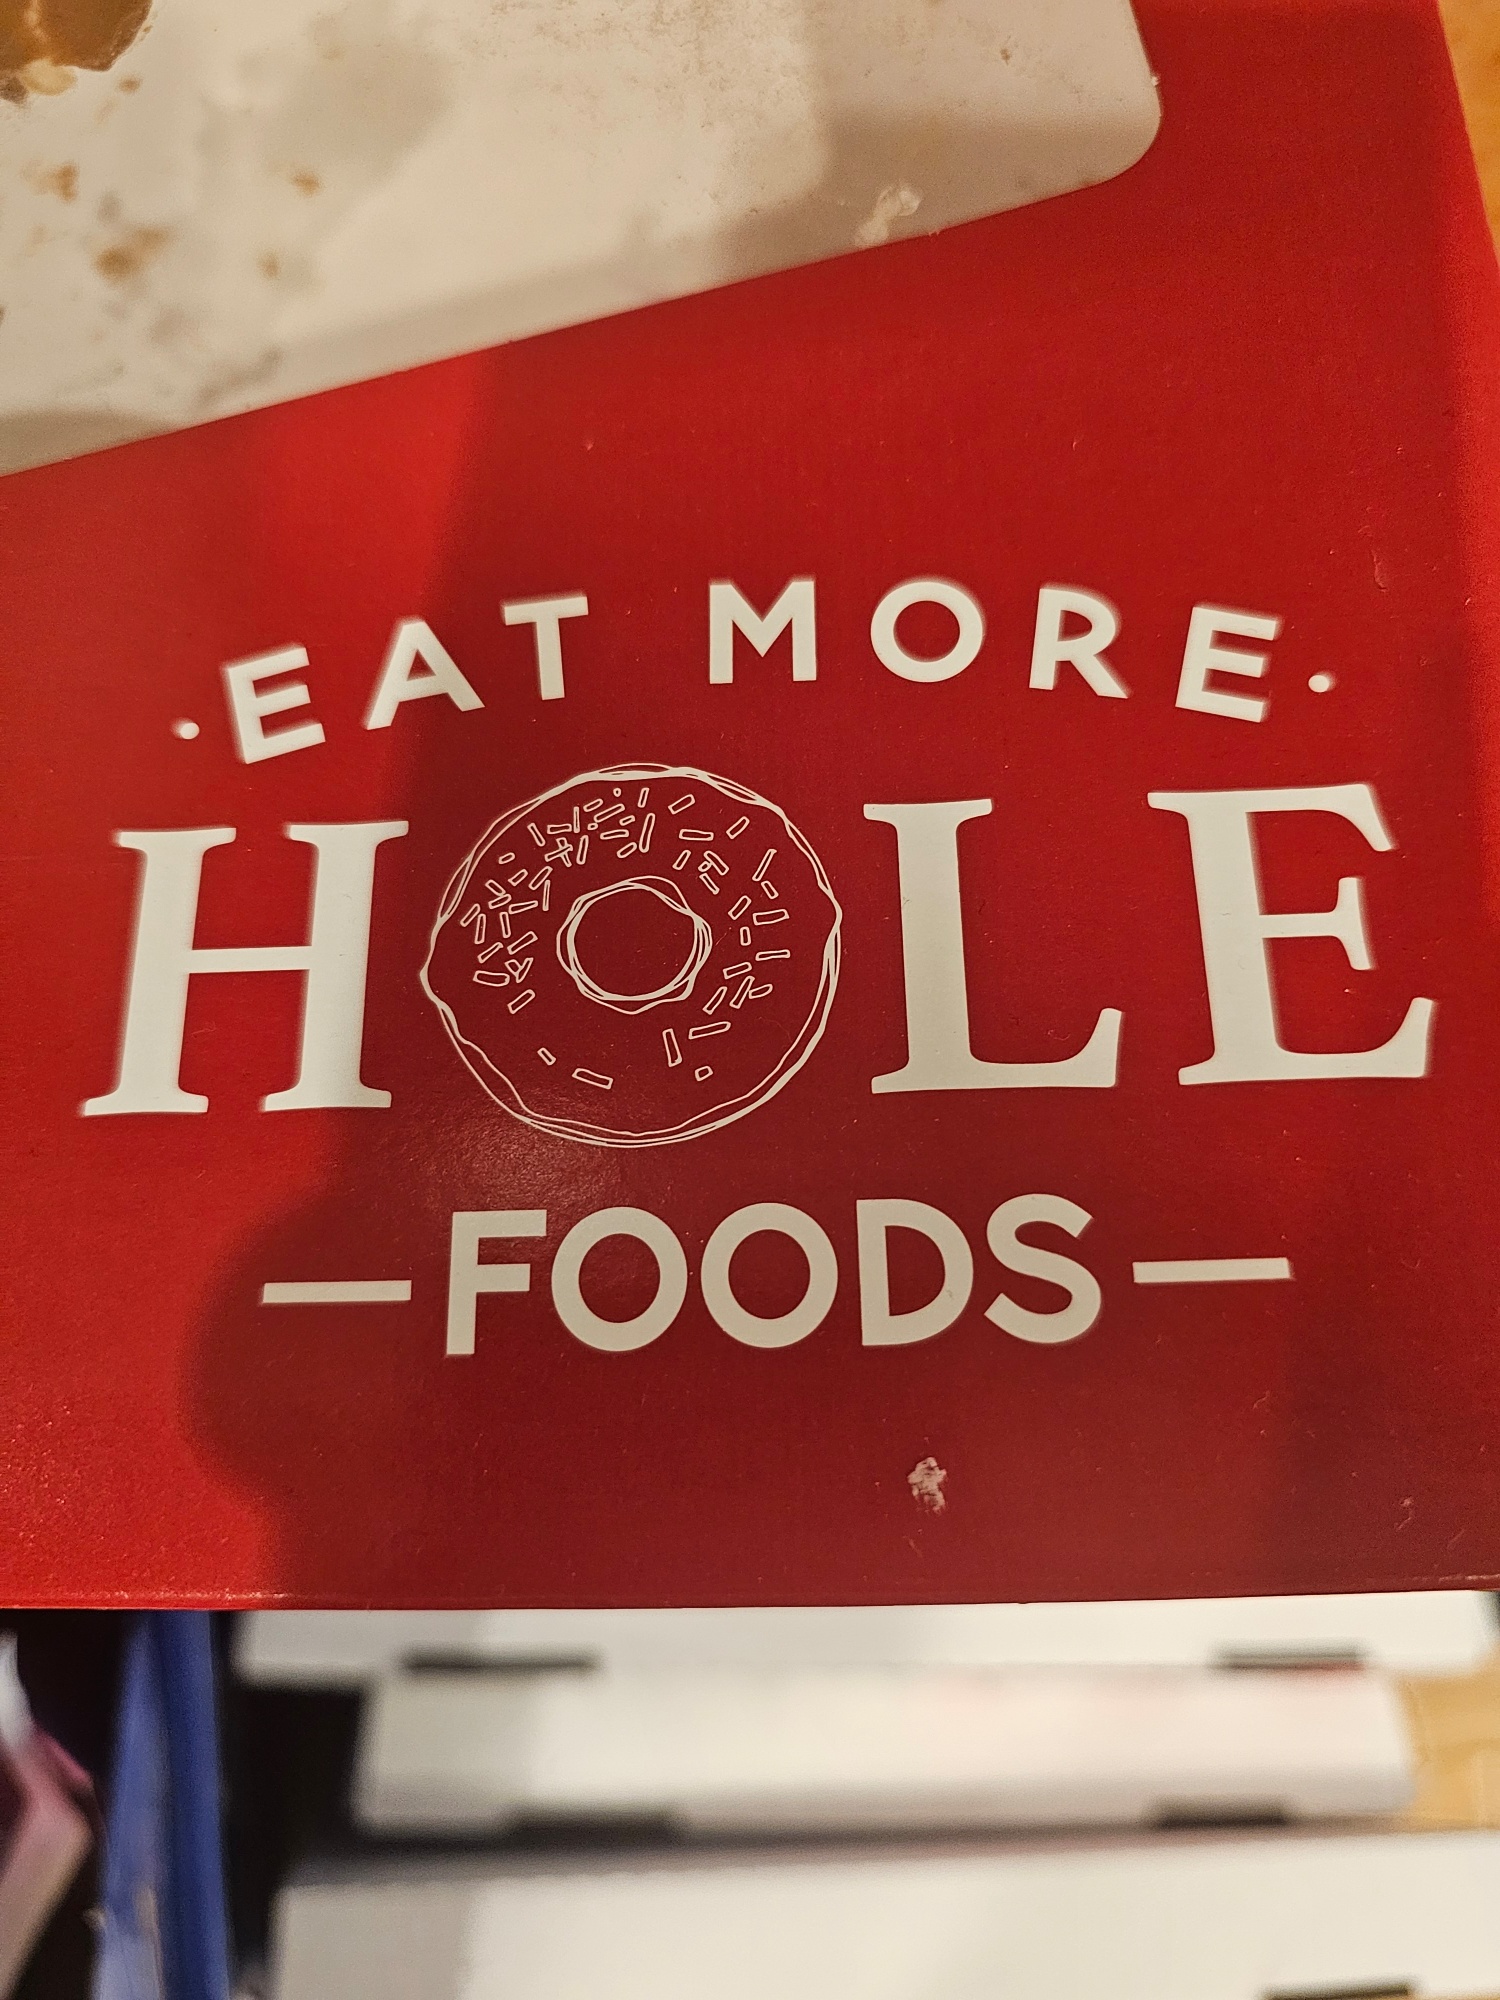 ·EAT MORE·
HOLE
—FOODS—